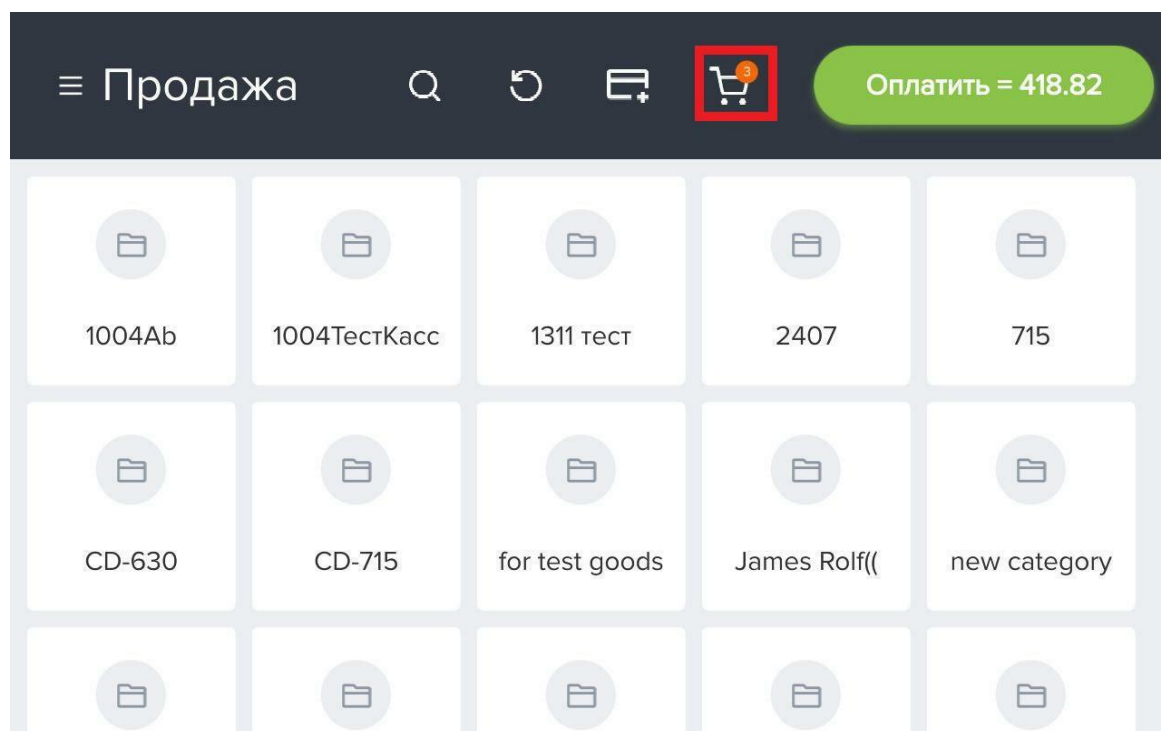 Продажа
3
Оплатить = 418.82
1004Ab
1004ТестКасс
1311 тест
2407
715
CD-630
CD-715
for test goods
James Rolf((
new category